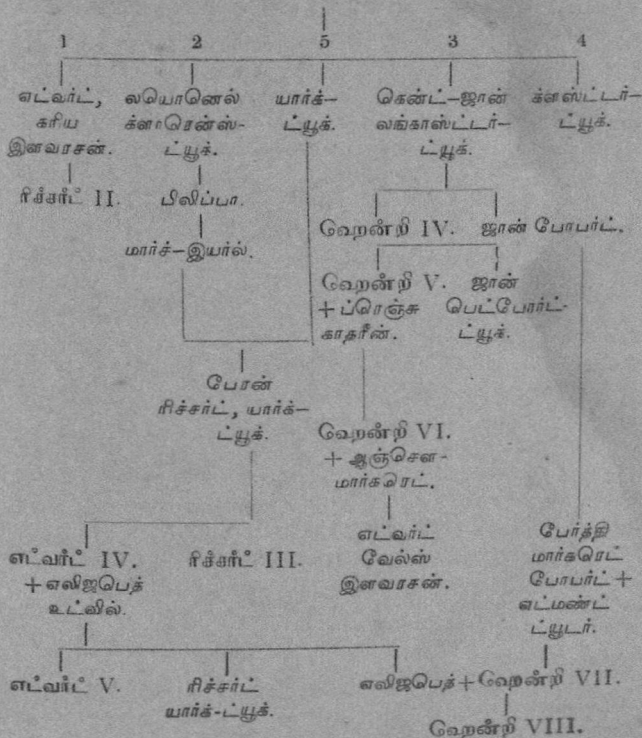 1 2 5 3 4
எட்வர்ட், லயொனெல் யார்க்– கெண்ட்–ஜான் க்ளஸ்ட்டர்–
கரிய க்ளாரென்ஸ்- ட்யூக். லங்காஸ்ட்டர்– ட்யூக்.
இளவரசன். ட்யூக். ட்யூக்.
ரிச்சர்ட் II. பிலிப்பா.
ஹென்றி IV. ஜான் போபர்ட்.
மார்ச்–இயர்ல்.
ஹென்றி V. ஜான்
+ப்ரெஞ்சு பெட்போர்ட்-
காதரீன். ட்யூக்.
பேரன்
ரிச்சர்ட், யார்க்–
ட்யூக். ஹென்றி VI.
+ஆஞ்சௌ-
மார்கரெட்.
எட்வர்ட் IV. ரிச்சர்ட் III. எட்வர்ட் பேர்த்தி
+எலிஜபெத் வேல்ஸ் மார்கரெட்
உட்வில். இளவரசன். போபர்ட்+
எட்மண்ட்
ட்யூடர்.
எட்வர்ட் V. ரிச்சர்ட் எலிஜபெத்+ஹென்றி VII.
யார்க்-ட்யூக்.
ஹென்றி VIII.